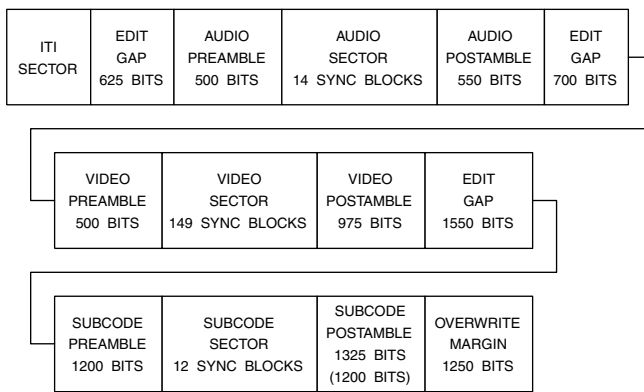 ITI
SECTOR
EDIT
GAP
625 BITS
AUDIO
PREAMBLE
500 BITS
AUDIO
SECTOR
14 SYNC BLOCKS
AUDIO
POSTAMBLE
550 BITS
EDIT
GAP
700 BITS
VIDEO
PREAMBLE
500 BITS
VIDEO
SECTOR
149 SYNC BLOCKS
VIDEO
POSTAMBLE
975 BITS
EDIT
GAP
1550 BITS
SUBCODE
PREAMBLE
1200 BITS
SUBCODE
SECTOR
12 SYNC BLOCKS
SUBCODE
POSTAMBLE
1325 BITS
(1200 BITS)
OVERWRITE
MARGIN
1250 BITS